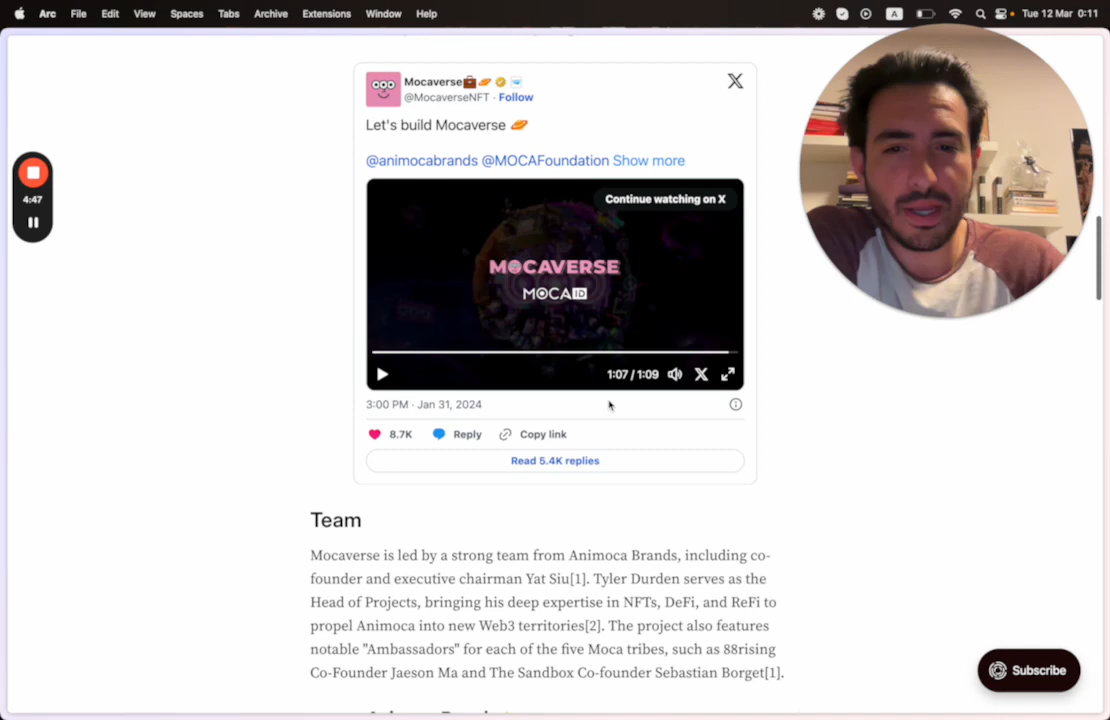 Arc File Edit View Spaces Tabs Archive Extensions Window Help A Tue 12 Mar 0:11
Mocaverse
@MocaverseNFT · Follow
X
Let's build Mocaverse
@animocabrands @MOCAFoundation Show more
4:47
Continue watching on X
MOCAVERSE
MOCA ID
1:07 / 1:09
3:00 PM · Jan 31, 2024
8.7K Reply Copy link
Read 5.4K replies
Team
Mocaverse is led by a strong team from Animoca Brands, including co-
founder and executive chairman Yat Siu[1]. Tyler Durden serves as the
Head of Projects, bringing his deep expertise in NFTs, DeFi, and ReFi to
propel Animoca into new Web3 territories[2]. The project also features
notable "Ambassadors" for each of the five Moca tribes, such as 88rising
Co-Founder Jaeson Ma and The Sandbox Co-founder Sebastian Borget[1].
Subscribe